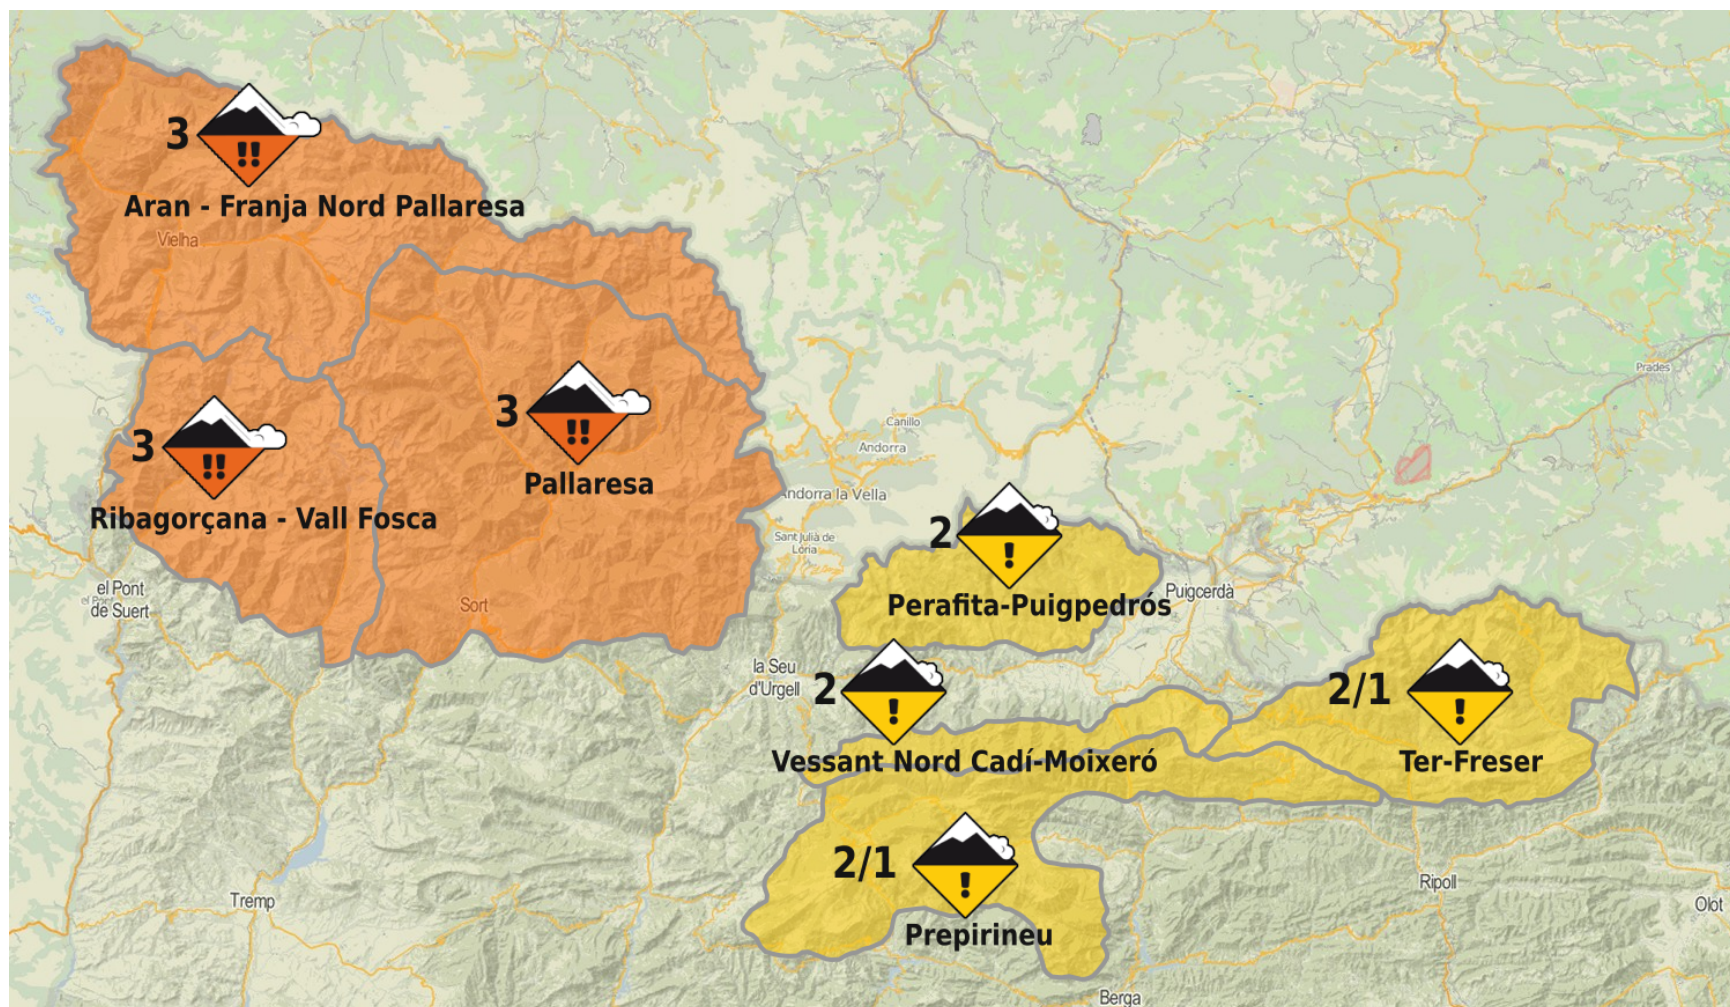 3
!!
Aran - Franja Nord Pallaresa
Vielha
3
!!
Pallaresa
3
!!
Ribagorçana - Vall Fosca
Prades
Canillo
Andorra
Andorra la Vella
Sant Julià de
Lòria
2
!
Perafita-Puigpedrós
Puigcerdà
el Pont
de Suert
Sort
la Seu
d'Urgell
2
!
Vessant Nord Cadí-Moixeró
2/1
!
Ter-Freser
2/1
!
Prepirineu
Tremp
Ripoll
Olot
Berga